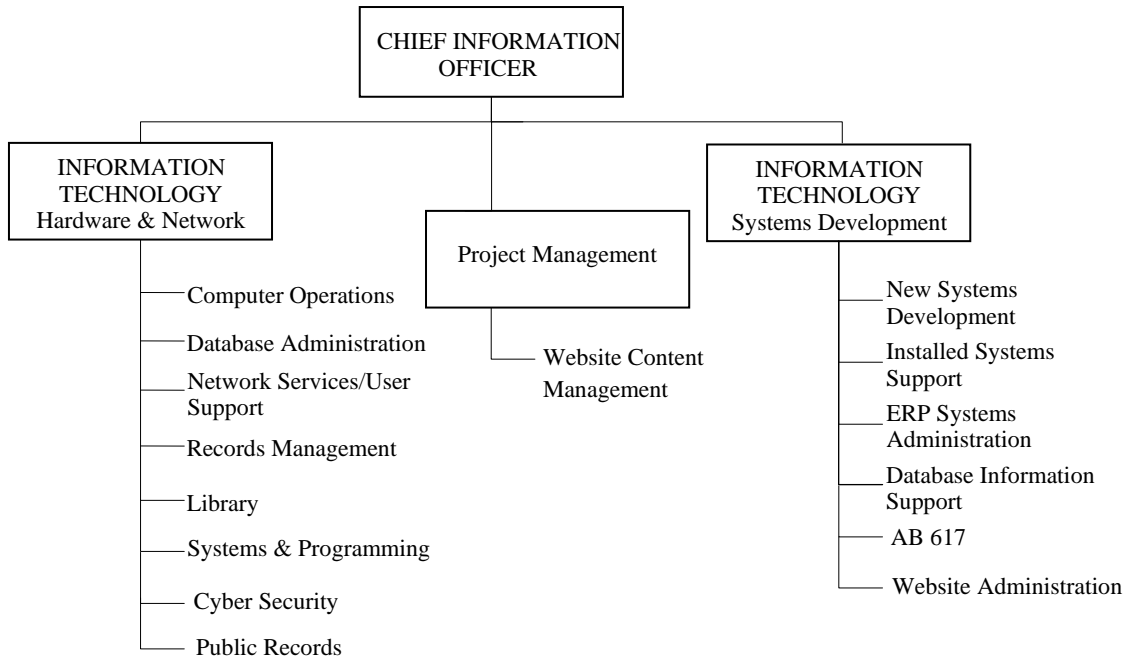 CHIEF INFORMATION
OFFICER
INFORMATION
TECHNOLOGY
Hardware & Network
Computer Operations
Database Administration
Network Services/User
Support
Records Management
Library
Systems & Programming
Cyber Security
Public Records
Project Management
Website Content
Management
INFORMATION
TECHNOLOGY
Systems Development
New Systems
Development
Installed Systems
Support
ERP Systems
Administration
Database Information
Support
AB 617
Website Administration